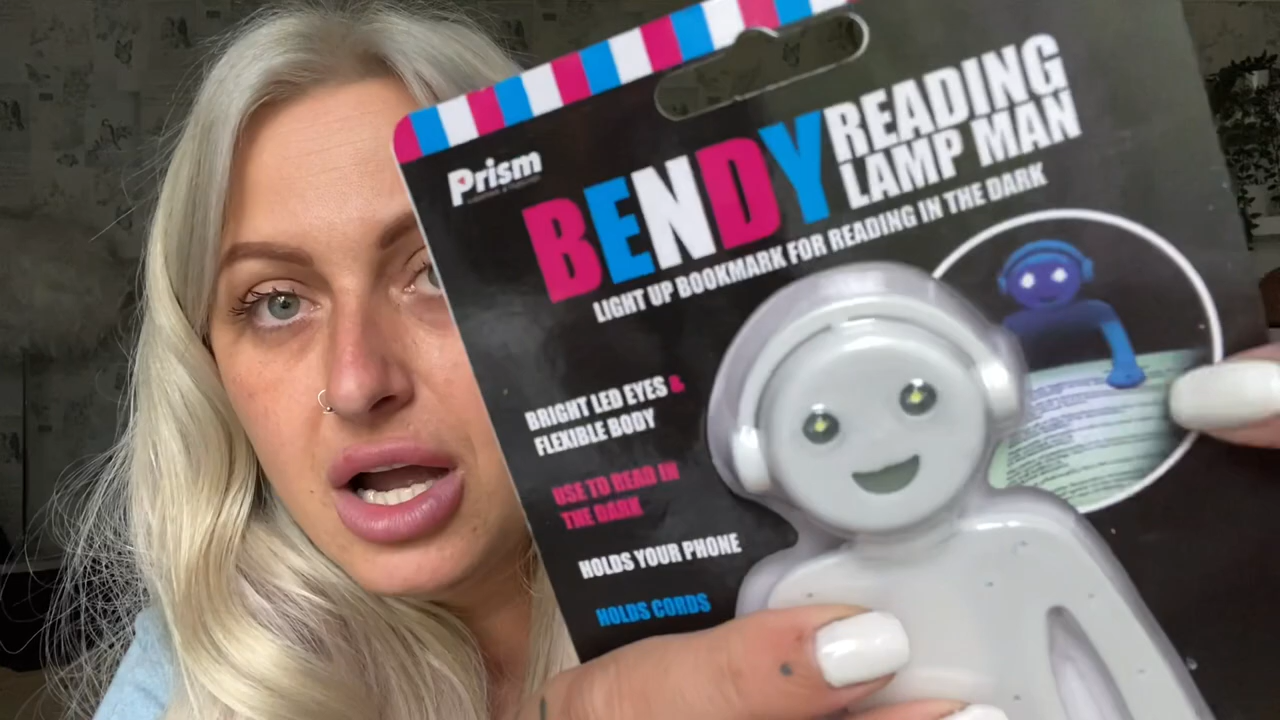 Prism
BENDY READING
LAMP MAN
LIGHT UP BOOKMARK FOR READING IN THE DARK
BRIGHT LED EYES &
FLEXIBLE BODY
USE TO READ IN
THE DARK
HOLDS YOUR PHONE
HOLDS CORDS